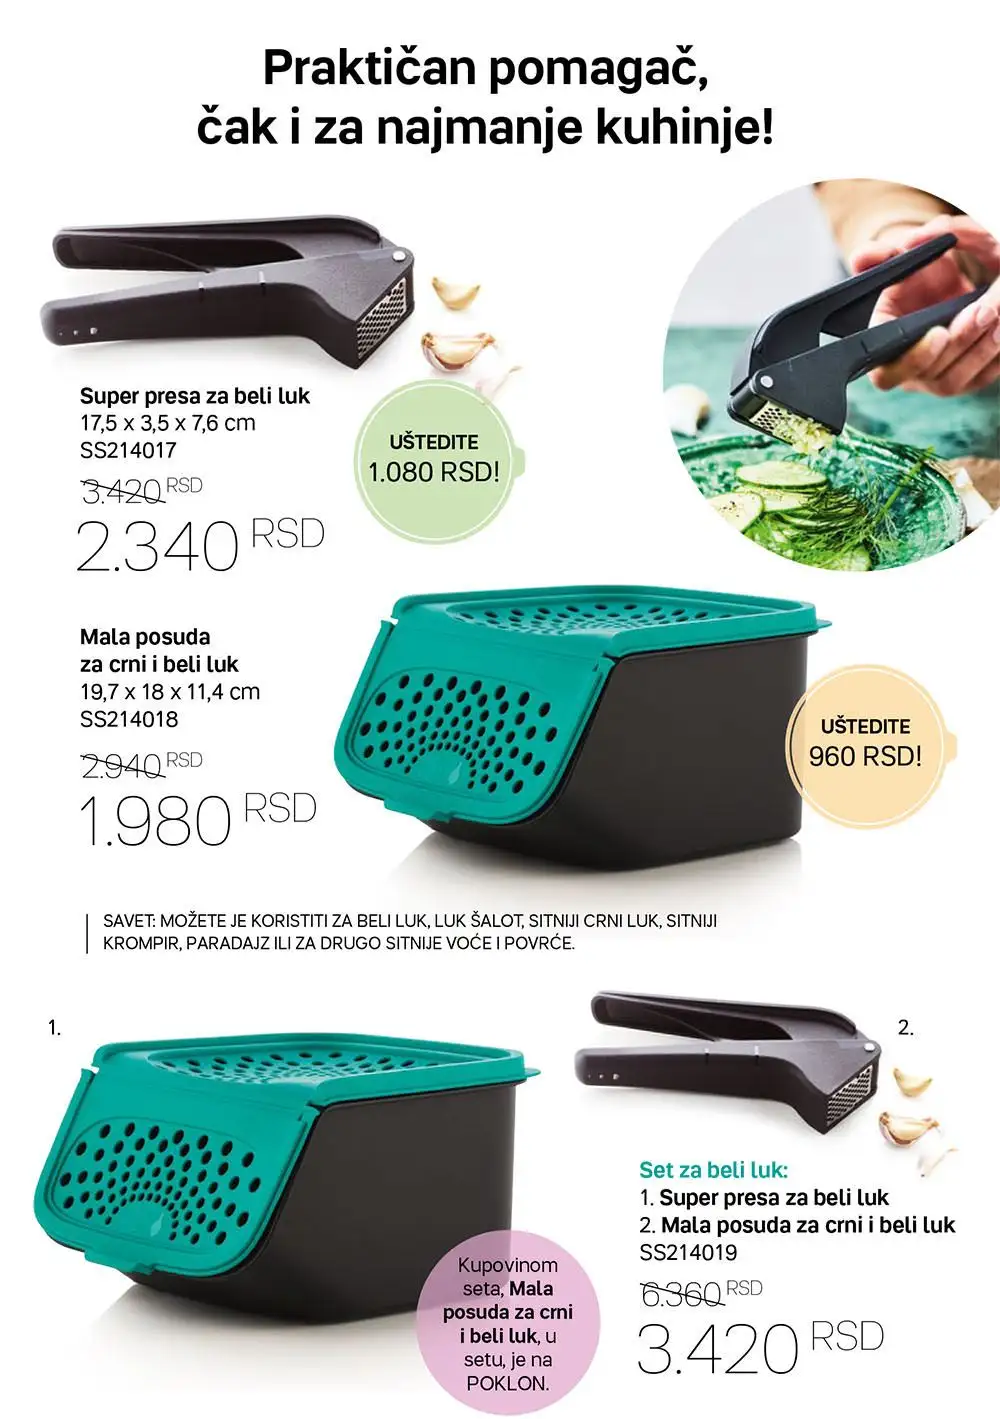 Praktičan pomagač,
čak i za najmanje kuhinje!
Super presa za beli luk
17,5 x 3,5 x 7,6 cm
SS214017
3.420 RSD
2.340 RSD
UŠTEDITE
1.080 RSD!
Mala posuda
za crni i beli luk
19,7 x 18 x 11,4 cm
SS214018
2.940 RSD
1.980 RSD
UŠTEDITE
960 RSD!
SAVET: MOŽETE JE KORISTITI ZA BELI LUK, LUK ŠALOT, SITNIJI CRNI LUK, SITNIJI
KROMPIR, PARADAJZ ILI ZA DRUGO SITNIJE VOĆE I POVRĆE.
1.
2.
Set za beli luk:
1. Super presa za beli luk
2. Mala posuda za crni i beli luk
SS214019
6.360 RSD
3.420 RSD
Kupovinom
seta, Mala
posuda za crni
i beli luk, u
setu, je na
POKLON.